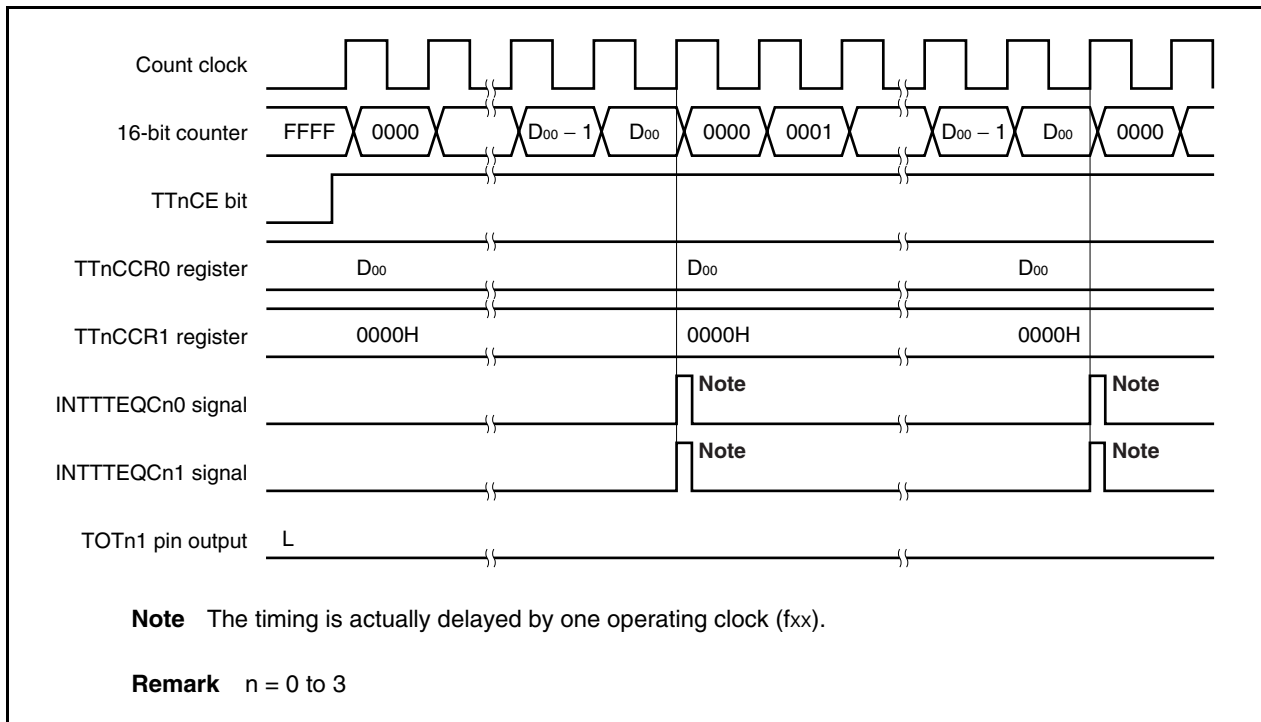 Count clock
16-bit counter FFFF 0000 D₀₀ − 1 D₀₀ 0000 0001 D₀₀ − 1 D₀₀ 0000
TTnCE bit
TTnCCR0 register D₀₀ D₀₀ D₀₀
TTnCCR1 register 0000H 0000H 0000H
INTTTEQCn0 signal Note Note
INTTTEQCn1 signal Note Note
TOTn1 pin output L
Note The timing is actually delayed by one operating clock (fxx).
Remark n = 0 to 3